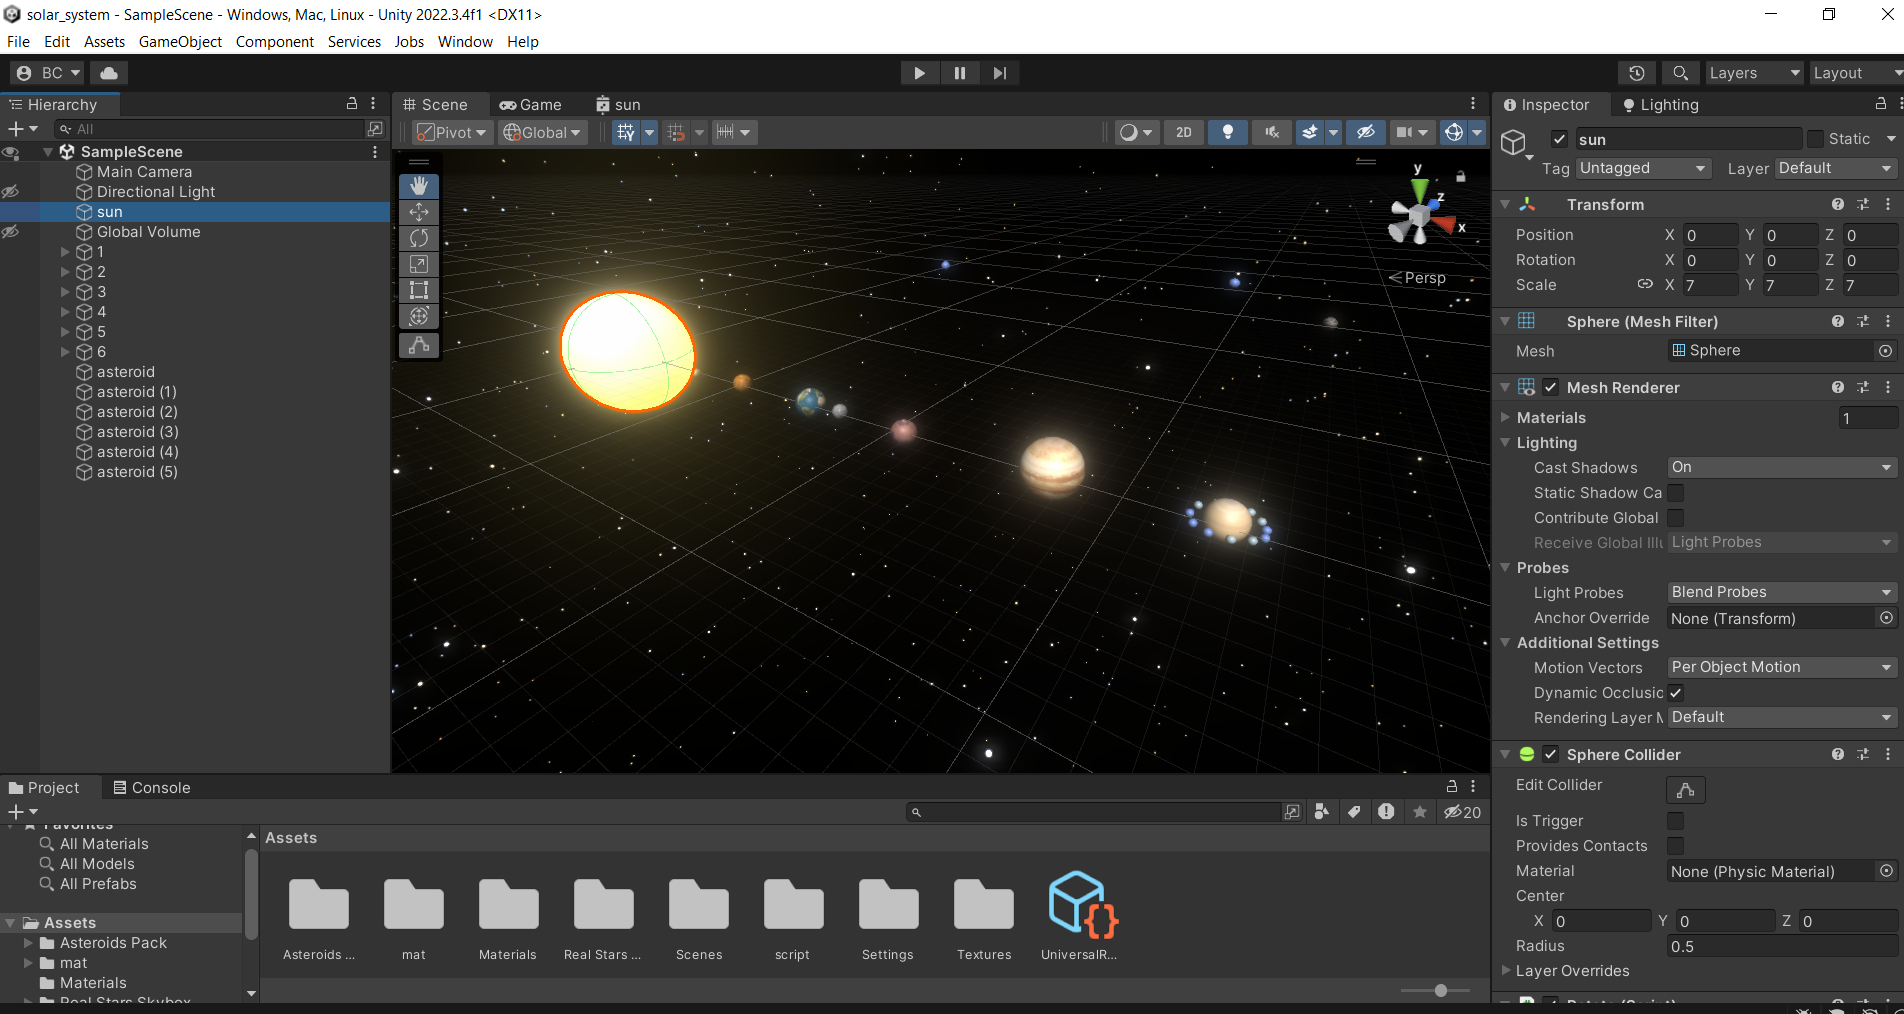 solar_system - SampleScene - Windows, Mac, Linux - Unity 2022.3.4f1 <DX11>
File Edit Assets GameObject Component Services Jobs Window Help
BC Layers Layout
Hierarchy
All
SampleScene
Main Camera
Directional Light
sun
Global Volume
1
2
3
4
5
6
asteroid
asteroid (1)
asteroid (2)
asteroid (3)
asteroid (4)
asteroid (5)
Scene Game sun
Pivot Global 2D
y
z
x
Persp
Inspector Lighting
sun Static
Tag Untagged Layer Default
Transform
Position X 0 Y 0 Z 0
Rotation X 0 Y 0 Z 0
Scale X 7 Y 7 Z 7
Sphere (Mesh Filter)
Mesh Sphere
Mesh Renderer
Materials 1
Lighting
Cast Shadows On
Static Shadow Ca
Contribute Global
Receive Global Illu Light Probes
Probes
Light Probes Blend Probes
Anchor Override None (Transform)
Additional Settings
Motion Vectors Per Object Motion
Dynamic Occlusic
Rendering Layer M Default
Sphere Collider
Edit Collider
Is Trigger
Provides Contacts
Material None (Physic Material)
Center
X 0 Y 0 Z 0
Radius 0.5
Layer Overrides
Rotate (Script)
Project Console
20
Favorites
All Materials
All Models
All Prefabs
Assets
Asteroids Pack
mat
Materials
Real Stars Skybox
Assets
Asteroids ... mat Materials Real Stars ... Scenes script Settings Textures UniversalR...